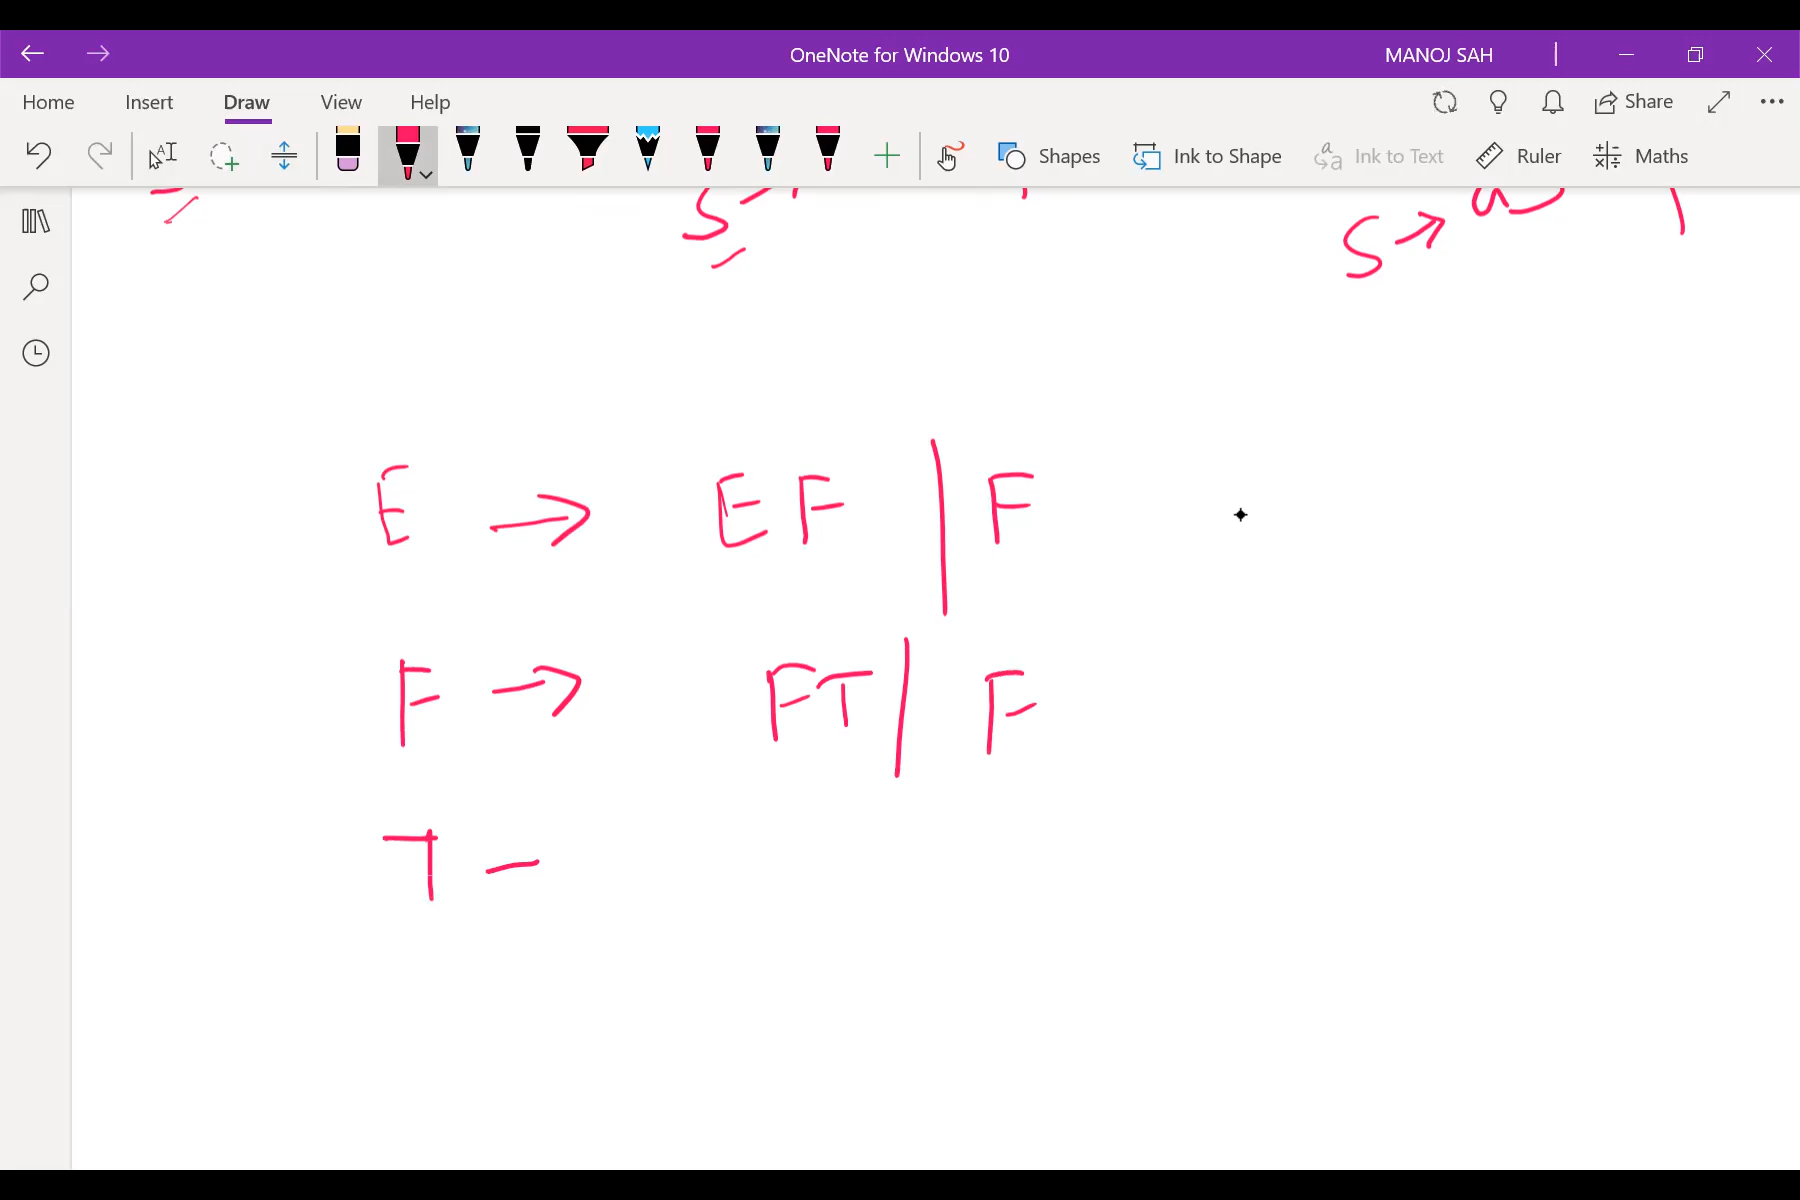 OneNote for Windows 10 MANOJ SAH
Home Insert Draw View Help Share
Shapes Ink to Shape Ink to Text Ruler Maths
S → S →
E → EF | F
F → FT | F
T –